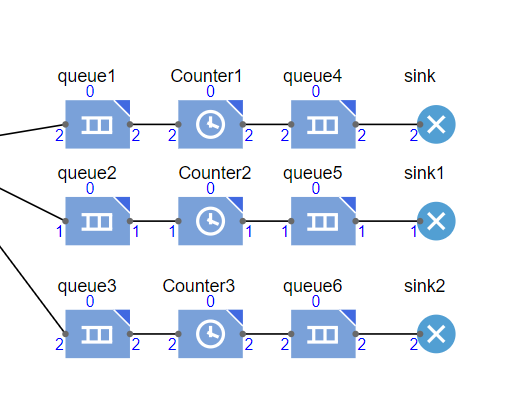 queue1 Counter1 queue4 sink
0 0 0
2 2 2 2 2 2 2
queue2 Counter2 queue5 sink1
0 0 0
1 1 1 1 1 1 1
queue3 Counter3 queue6 sink2
0 0 0
2 2 2 2 2 2 2